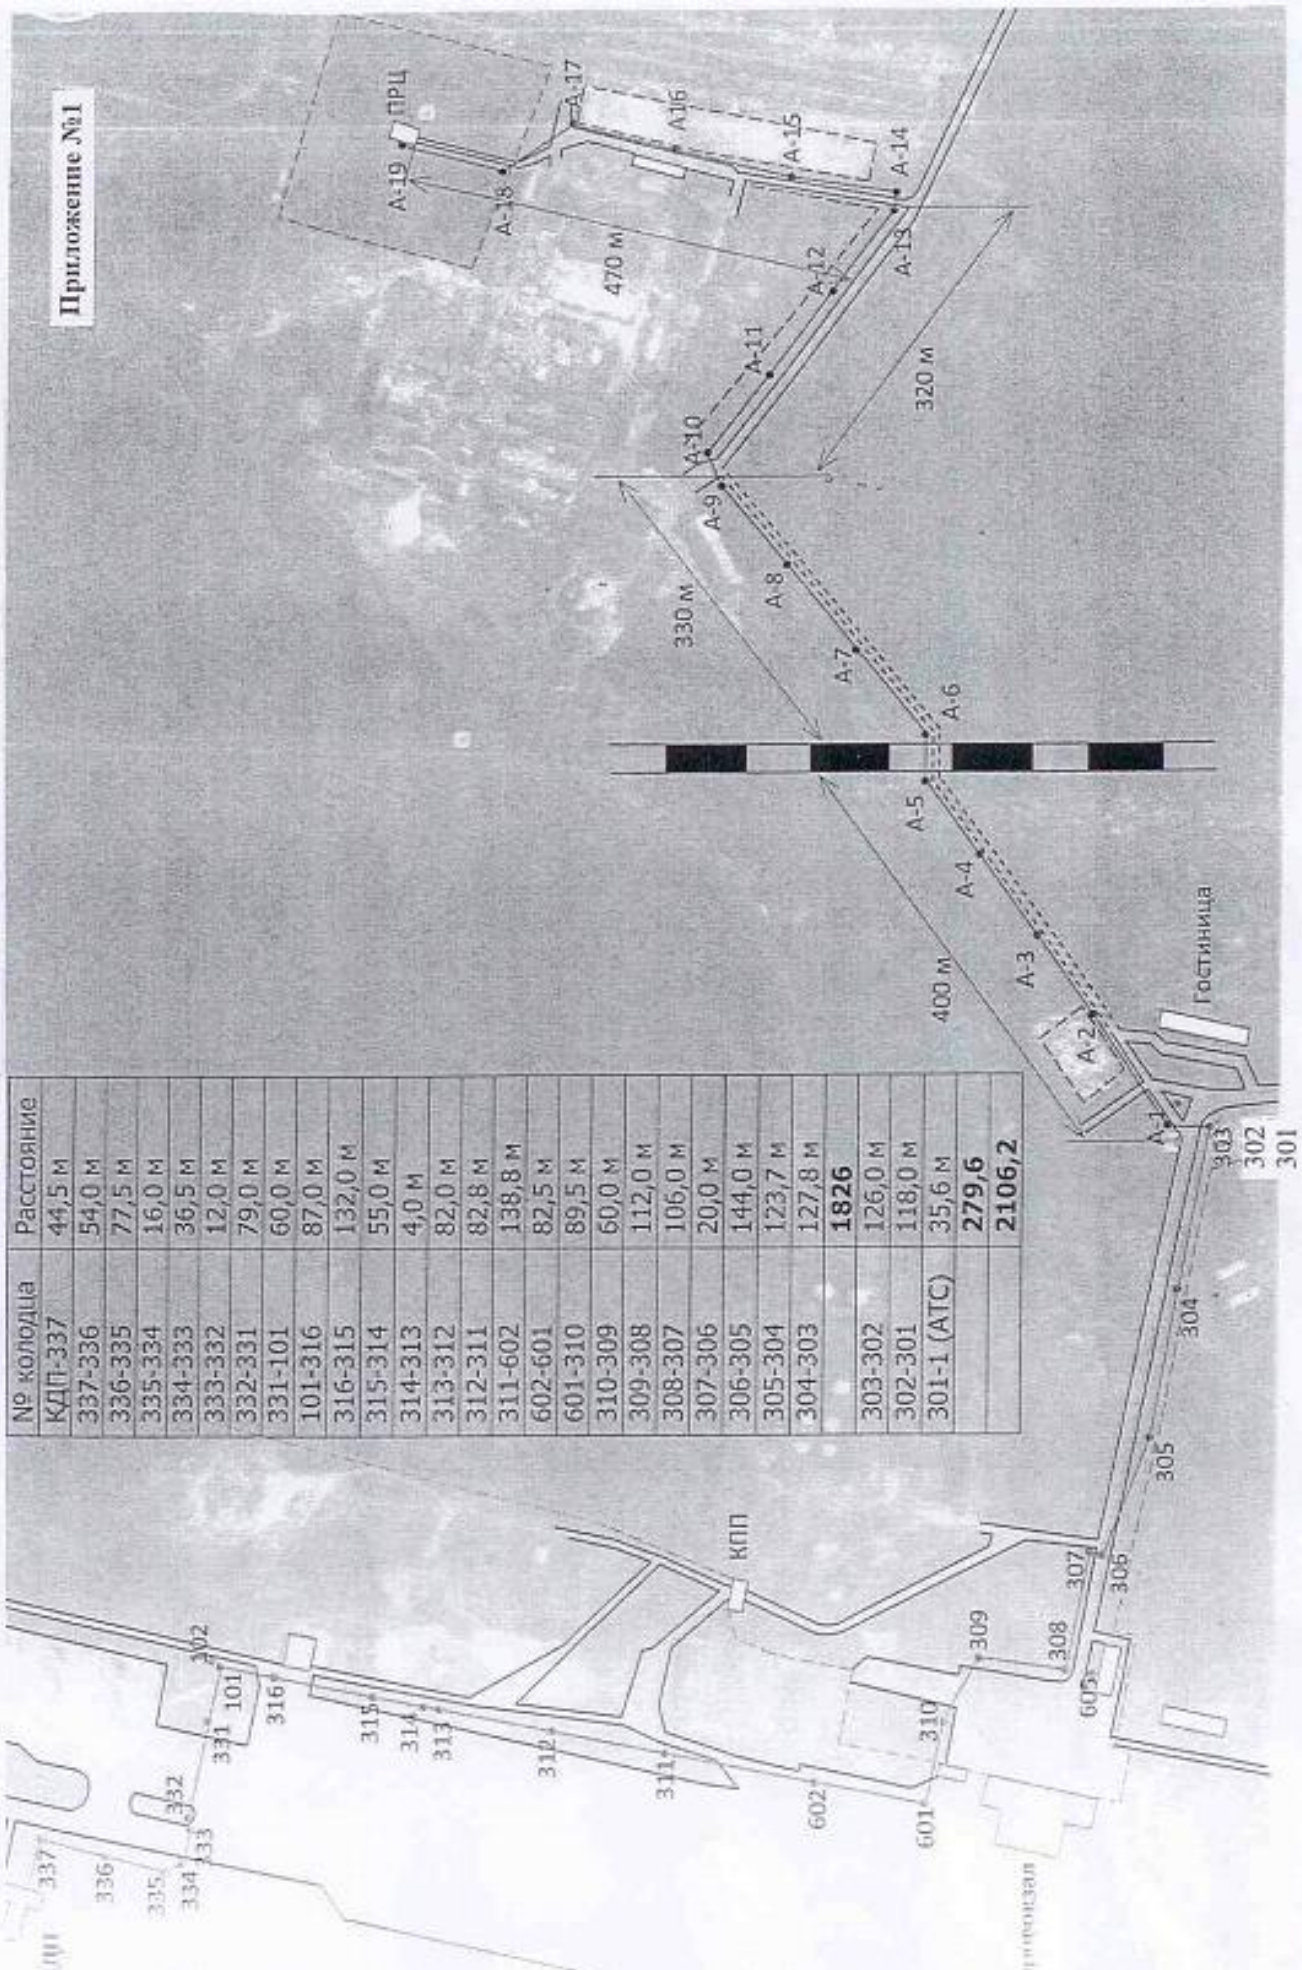 Приложение №1
№ колодца Расстояние
КДП-337 44,5 м
337-336 54,0 м
336-335 77,5 м
335-334 16,0 м
334-333 36,5 м
333-332 12,0 м
332-331 79,0 м
331-101 60,0 м
101-316 87,0 м
316-315 132,0 м
315-314 55,0 м
314-313 4,0 м
313-312 82,0 м
312-311 82,8 м
311-602 138,8 м
602-601 82,5 м
601-310 89,5 м
310-309 60,0 м
309-308 112,0 м
308-307 106,0 м
307-306 20,0 м
306-305 144,0 м
305-304 123,7 м
304-303 127,8 м
1826
303-302 126,0 м
302-301 118,0 м
301-1 (АТС) 35,6 м
279,6
2106,2
337
336
335
334
333
332
331
101
102
316
315
314
313
312
311
КПП
602
601
310
309
308
605
307
306
305
304
303
302
301
А-1
А-2
Гостиница
400 м
А-3
А-4
А-5
А-6
330 м
А-7
А-8
А-9
А-10
А-11
320 м
А-12
А-13
А-14
А-15
А16
А-17
470 м
А-18
А-19
ПРЦ